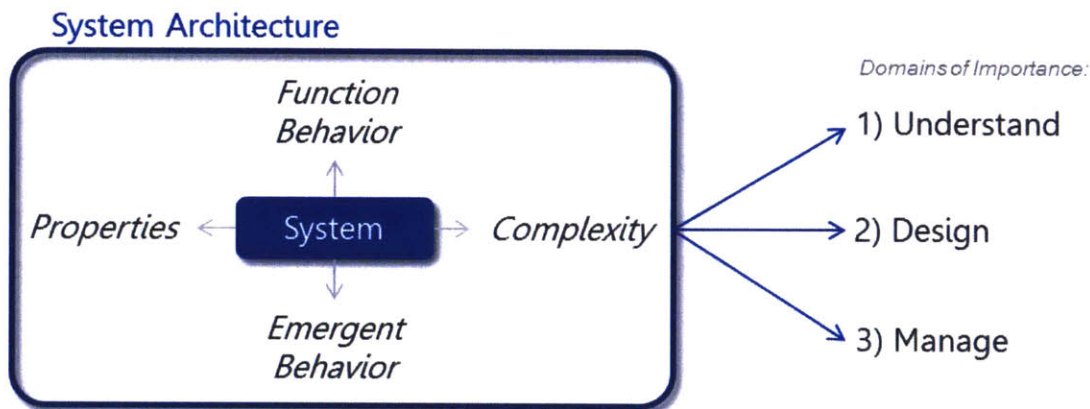 System Architecture
Domains of Importance:
Function
Behavior
1) Understand
Properties
System
Complexity
2) Design
Emergent
Behavior
3) Manage